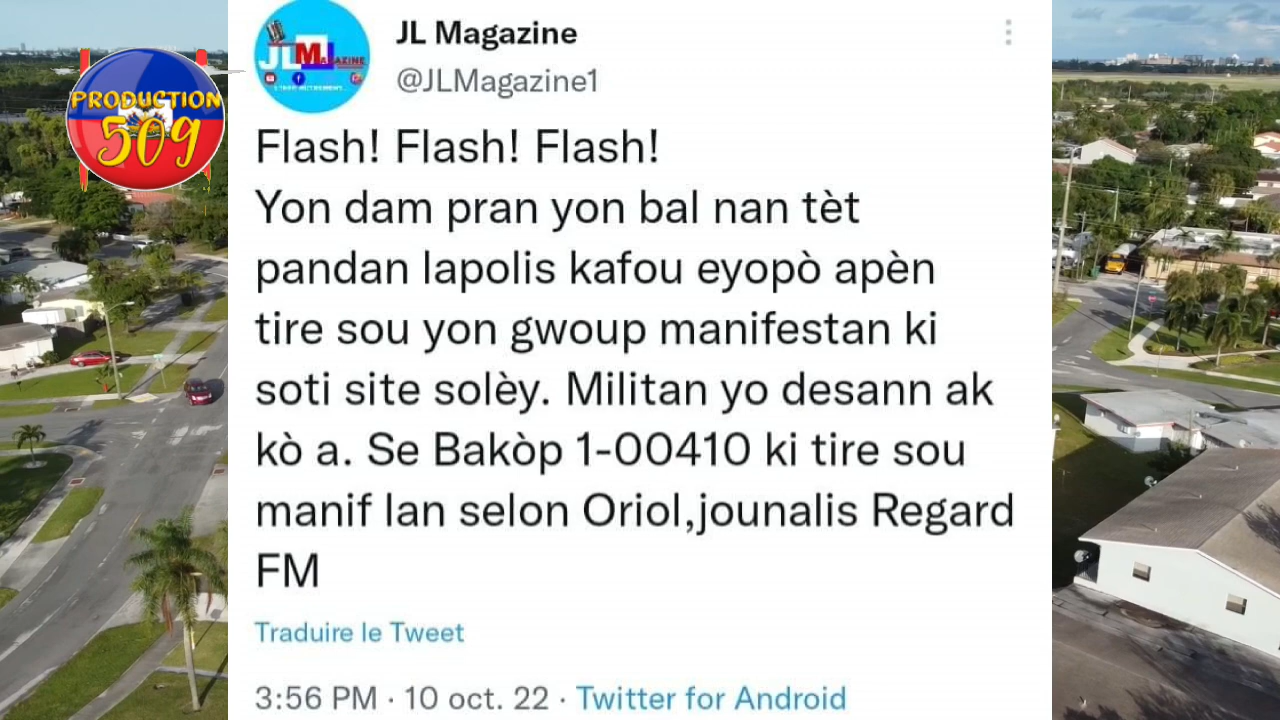 JL Magazine
@JLMagazine1
JL MAGAZINE
PRODUCTION
509
Flash! Flash! Flash!
Yon dam pran yon bal nan tèt
pandan lapolis kafou eyopò apèn
tire sou yon gwoup manifestan ki
soti site solèy. Militan yo desann ak
kò a. Se Bakòp 1-00410 ki tire sou
manif lan selon Oriol,jounalis Regard
FM
Traduire le Tweet
3:56 PM · 10 oct. 22 · Twitter for Android